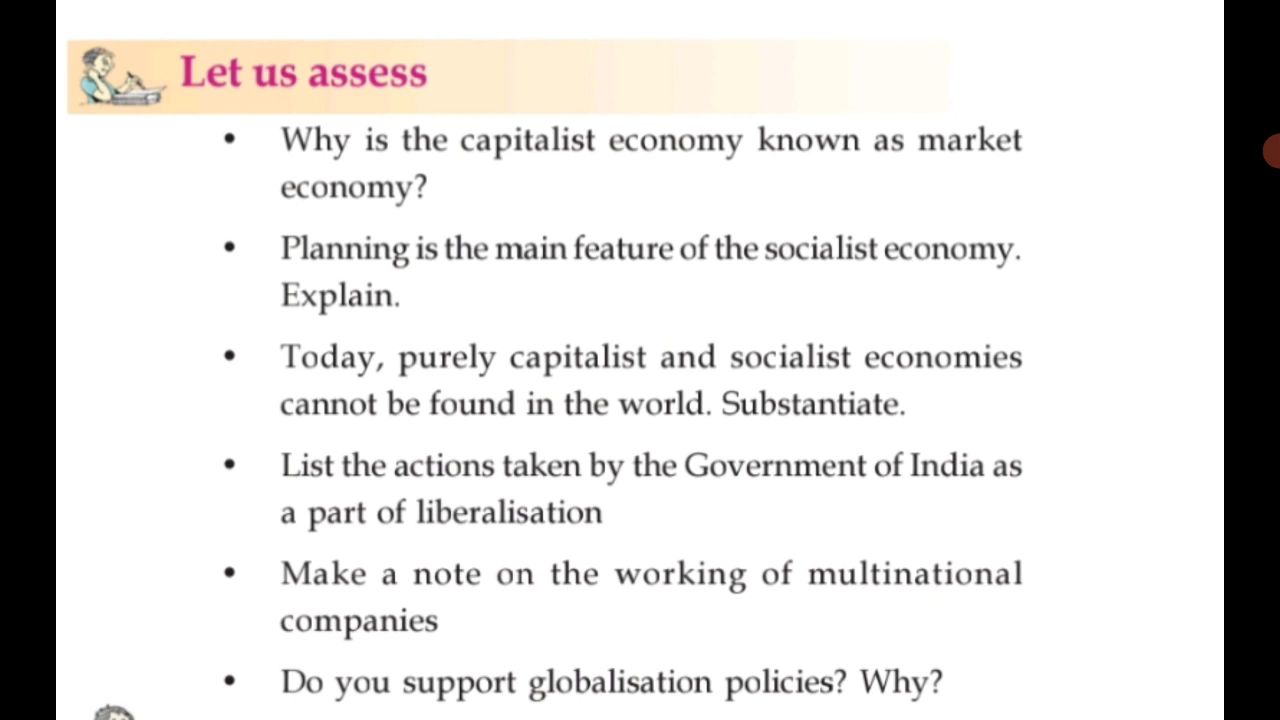 Let us assess
• Why is the capitalist economy known as market
economy?
• Planning is the main feature of the socialist economy.
Explain.
• Today, purely capitalist and socialist economies
cannot be found in the world. Substantiate.
• List the actions taken by the Government of India as
a part of liberalisation
• Make a note on the working of multinational
companies
• Do you support globalisation policies? Why?